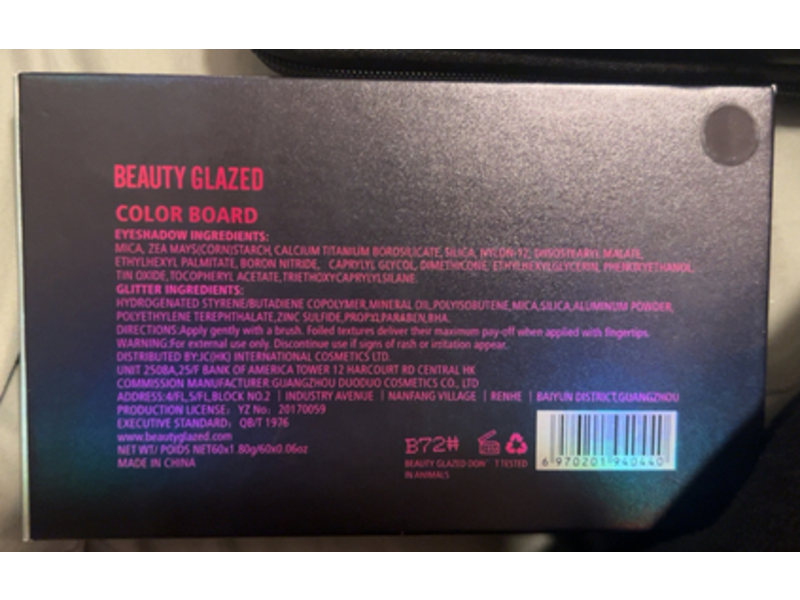 BEAUTY GLAZED
COLOR BOARD
EYESHADOW INGREDIENTS:
MICA, ZEA MAYS(CORN)STARCH, CALCIUM TITANIUM BOROSILICATE, SILICA, NYLON-12, DIISOSTEARYL MALATE,
ETHYLHEXYL PALMITATE, BORON NITRIDE, CAPRYLYL GLYCOL, DIMETHICONE, ETHYLHEXYLGLYCERIN, PHENOXYETHANOL,
TIN OXIDE,TOCOPHERYL ACETATE,TRIETHOXYCAPRYLYLSILANE.
GLITTER INGREDIENTS:
HYDROGENATED STYRENE/BUTADIENE COPOLYMER,MINERAL OIL,POLYISOBUTENE,MICA,SILICA,ALUMINUM POWDER,
POLYETHYLENE TEREPHTHALATE,ZINC SULFIDE,PROPYLPARABEN,BHA.
DIRECTIONS:Apply gently with a brush. Foiled textures deliver their maximum pay-off when applied with fingertips.
WARNING:For external use only. Discontinue use if signs of rash or irritation appear.
DISTRIBUTED BY:JC(HK) INTERNATIONAL COSMETICS LTD.
UNIT 2508A,25/F BANK OF AMERICA TOWER 12 HARCOURT RD CENTRAL HK
COMMISSION MANUFACTURER:GUANGZHOU DUODUO COSMETICS CO., LTD
ADDRESS:4/FL,5/FL,BLOCK NO.2 | INDUSTRY AVENUE | NANFANG VILLAGE | RENHE | BAIYUN DISTRICT,GUANGZHOU
PRODUCTION LICENSE: YZ No: 20170059
EXECUTIVE STANDARD: QB/T 1976
www.beautyglazed.com
NET WT/ POIDS NET60x1.80g/60x0.06oz
MADE IN CHINA
B72#
BEAUTY GLAZED DON'T TESTED
IN ANIMALS
6 970201 940440